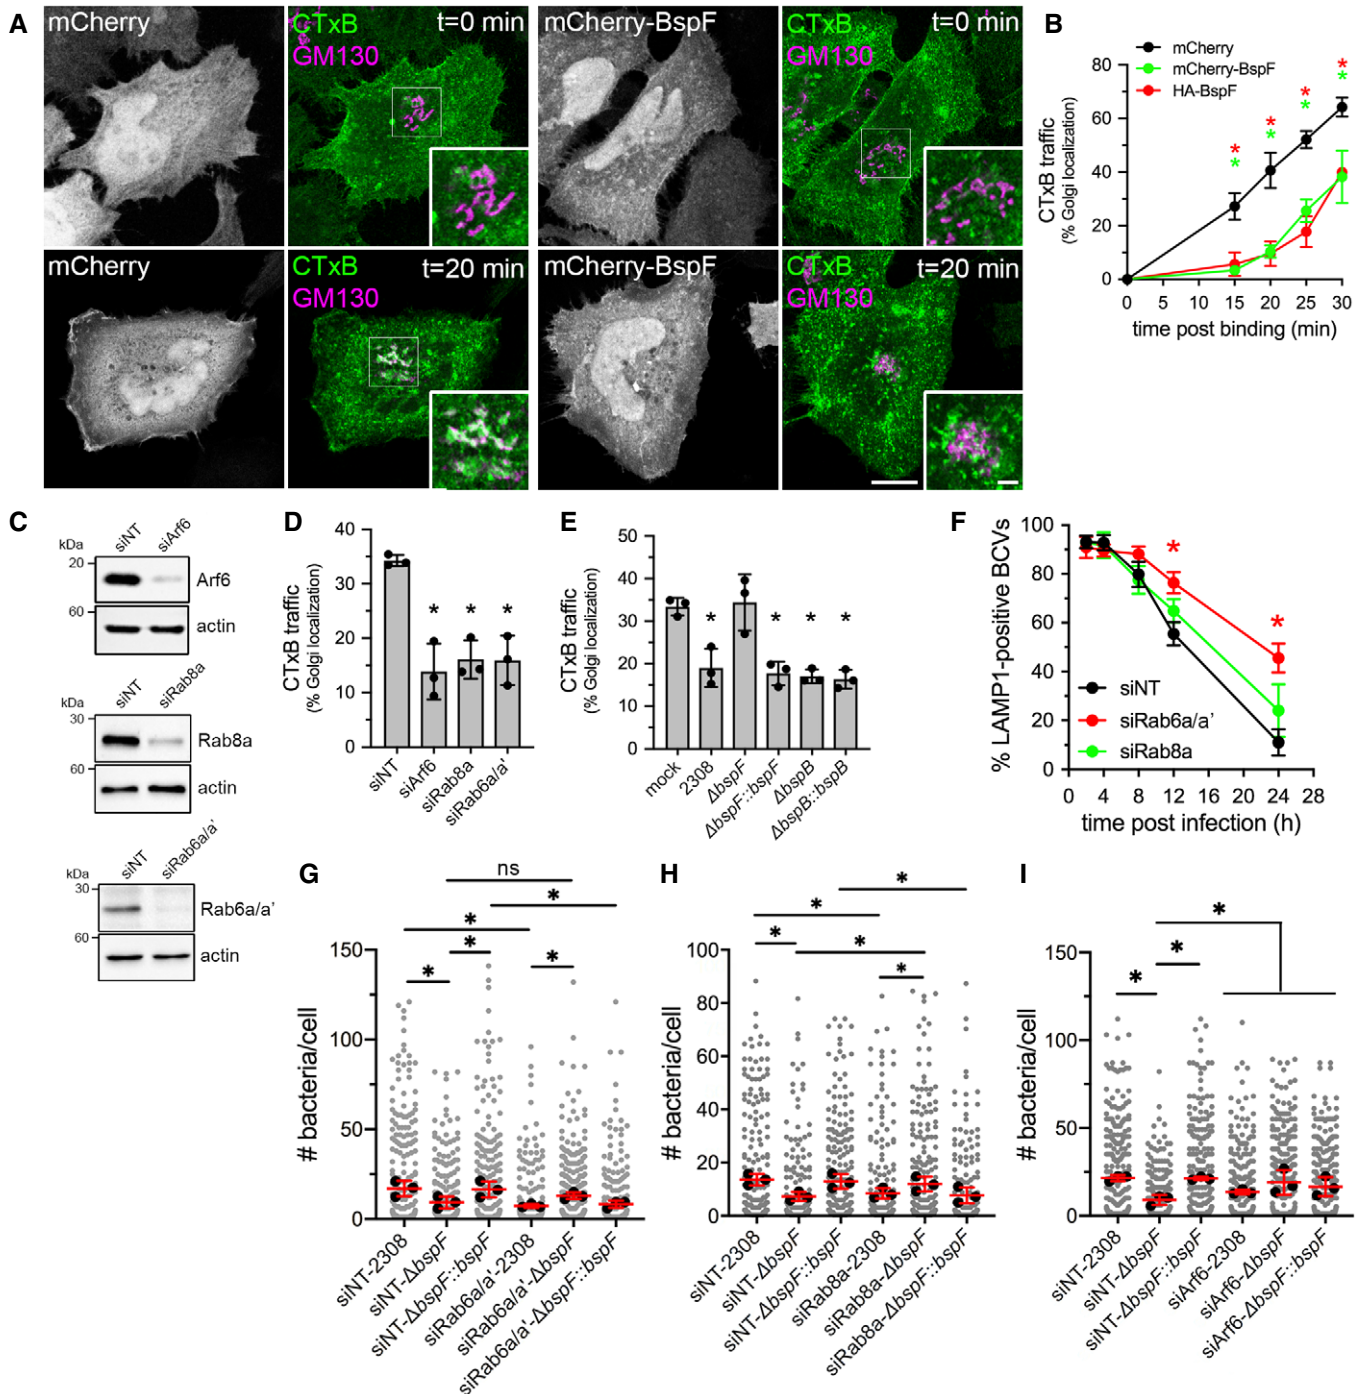 A
mCherry
CTxB
GM130
t=0 min
mCherry-BspF
CTxB
GM130
t=0 min
mCherry
CTxB
GM130
t=20 min
mCherry-BspF
CTxB
GM130
t=20 min
B
mCherry
mCherry-BspF
HA-BspF
CTxB traffic
(% Golgi localization)
80
60
40
20
0
* * * *
* * * *
0 5 10 15 20 25 30
time post binding (min)
C
kDa
siNT siArf6
20
Arf6
60
actin
kDa
siNT siRab8a
30
Rab8a
60
actin
kDa
siNT siRab6a/a'
30
Rab6a/a'
60
actin
D
CTxB traffic
(% Golgi localization)
40
30
20
10
0
* * *
siNT siArf6 siRab8a siRab6a/a'
E
CTxB traffic
(% Golgi localization)
50
40
30
20
10
0
* * * *
mock 2308 ΔbspF ΔbspF::bspF ΔbspB ΔbspB::bspB
F
% LAMP1-positive BCVs
100
80
60
40
20
0
* *
siNT
siRab6a/a'
siRab8a
0 4 8 12 16 20 24 28
time post infection (h)
G
ns
*
*
*
* *
# bacteria/cell
150
100
50
0
siNT-2308 siNT-ΔbspF siNT-ΔbspF::bspF siRab6a/a'-2308 siRab6a/a'-ΔbspF siRab6a/a'-ΔbspF::bspF
H
*
*
* *
*
# bacteria/cell
100
80
60
40
20
0
siNT-2308 siNT-ΔbspF siNT-ΔbspF::bspF siRab8a-2308 siRab8a-ΔbspF siRab8a-ΔbspF::bspF
I
*
*
*
# bacteria/cell
150
100
50
0
siNT-2308 siNT-ΔbspF siNT-ΔbspF::bspF siArf6-2308 siArf6-ΔbspF siArf6-ΔbspF::bspF